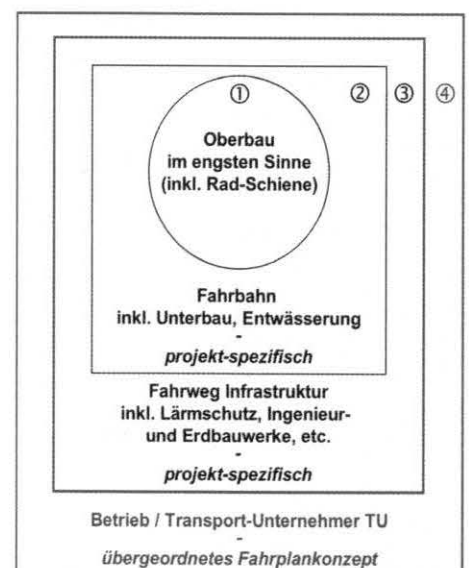 ① ② ③ ④
Oberbau
im engsten Sinne
(inkl. Rad-Schiene)
Fahrbahn
inkl. Unterbau, Entwässerung
-
projekt-spezifisch
Fahrweg Infrastruktur
inkl. Lärmschutz, Ingenieur-
und Erdbauwerke, etc.
-
projekt-spezifisch
Betrieb / Transport-Unternehmer TU
-
übergeordnetes Fahrplankonzept